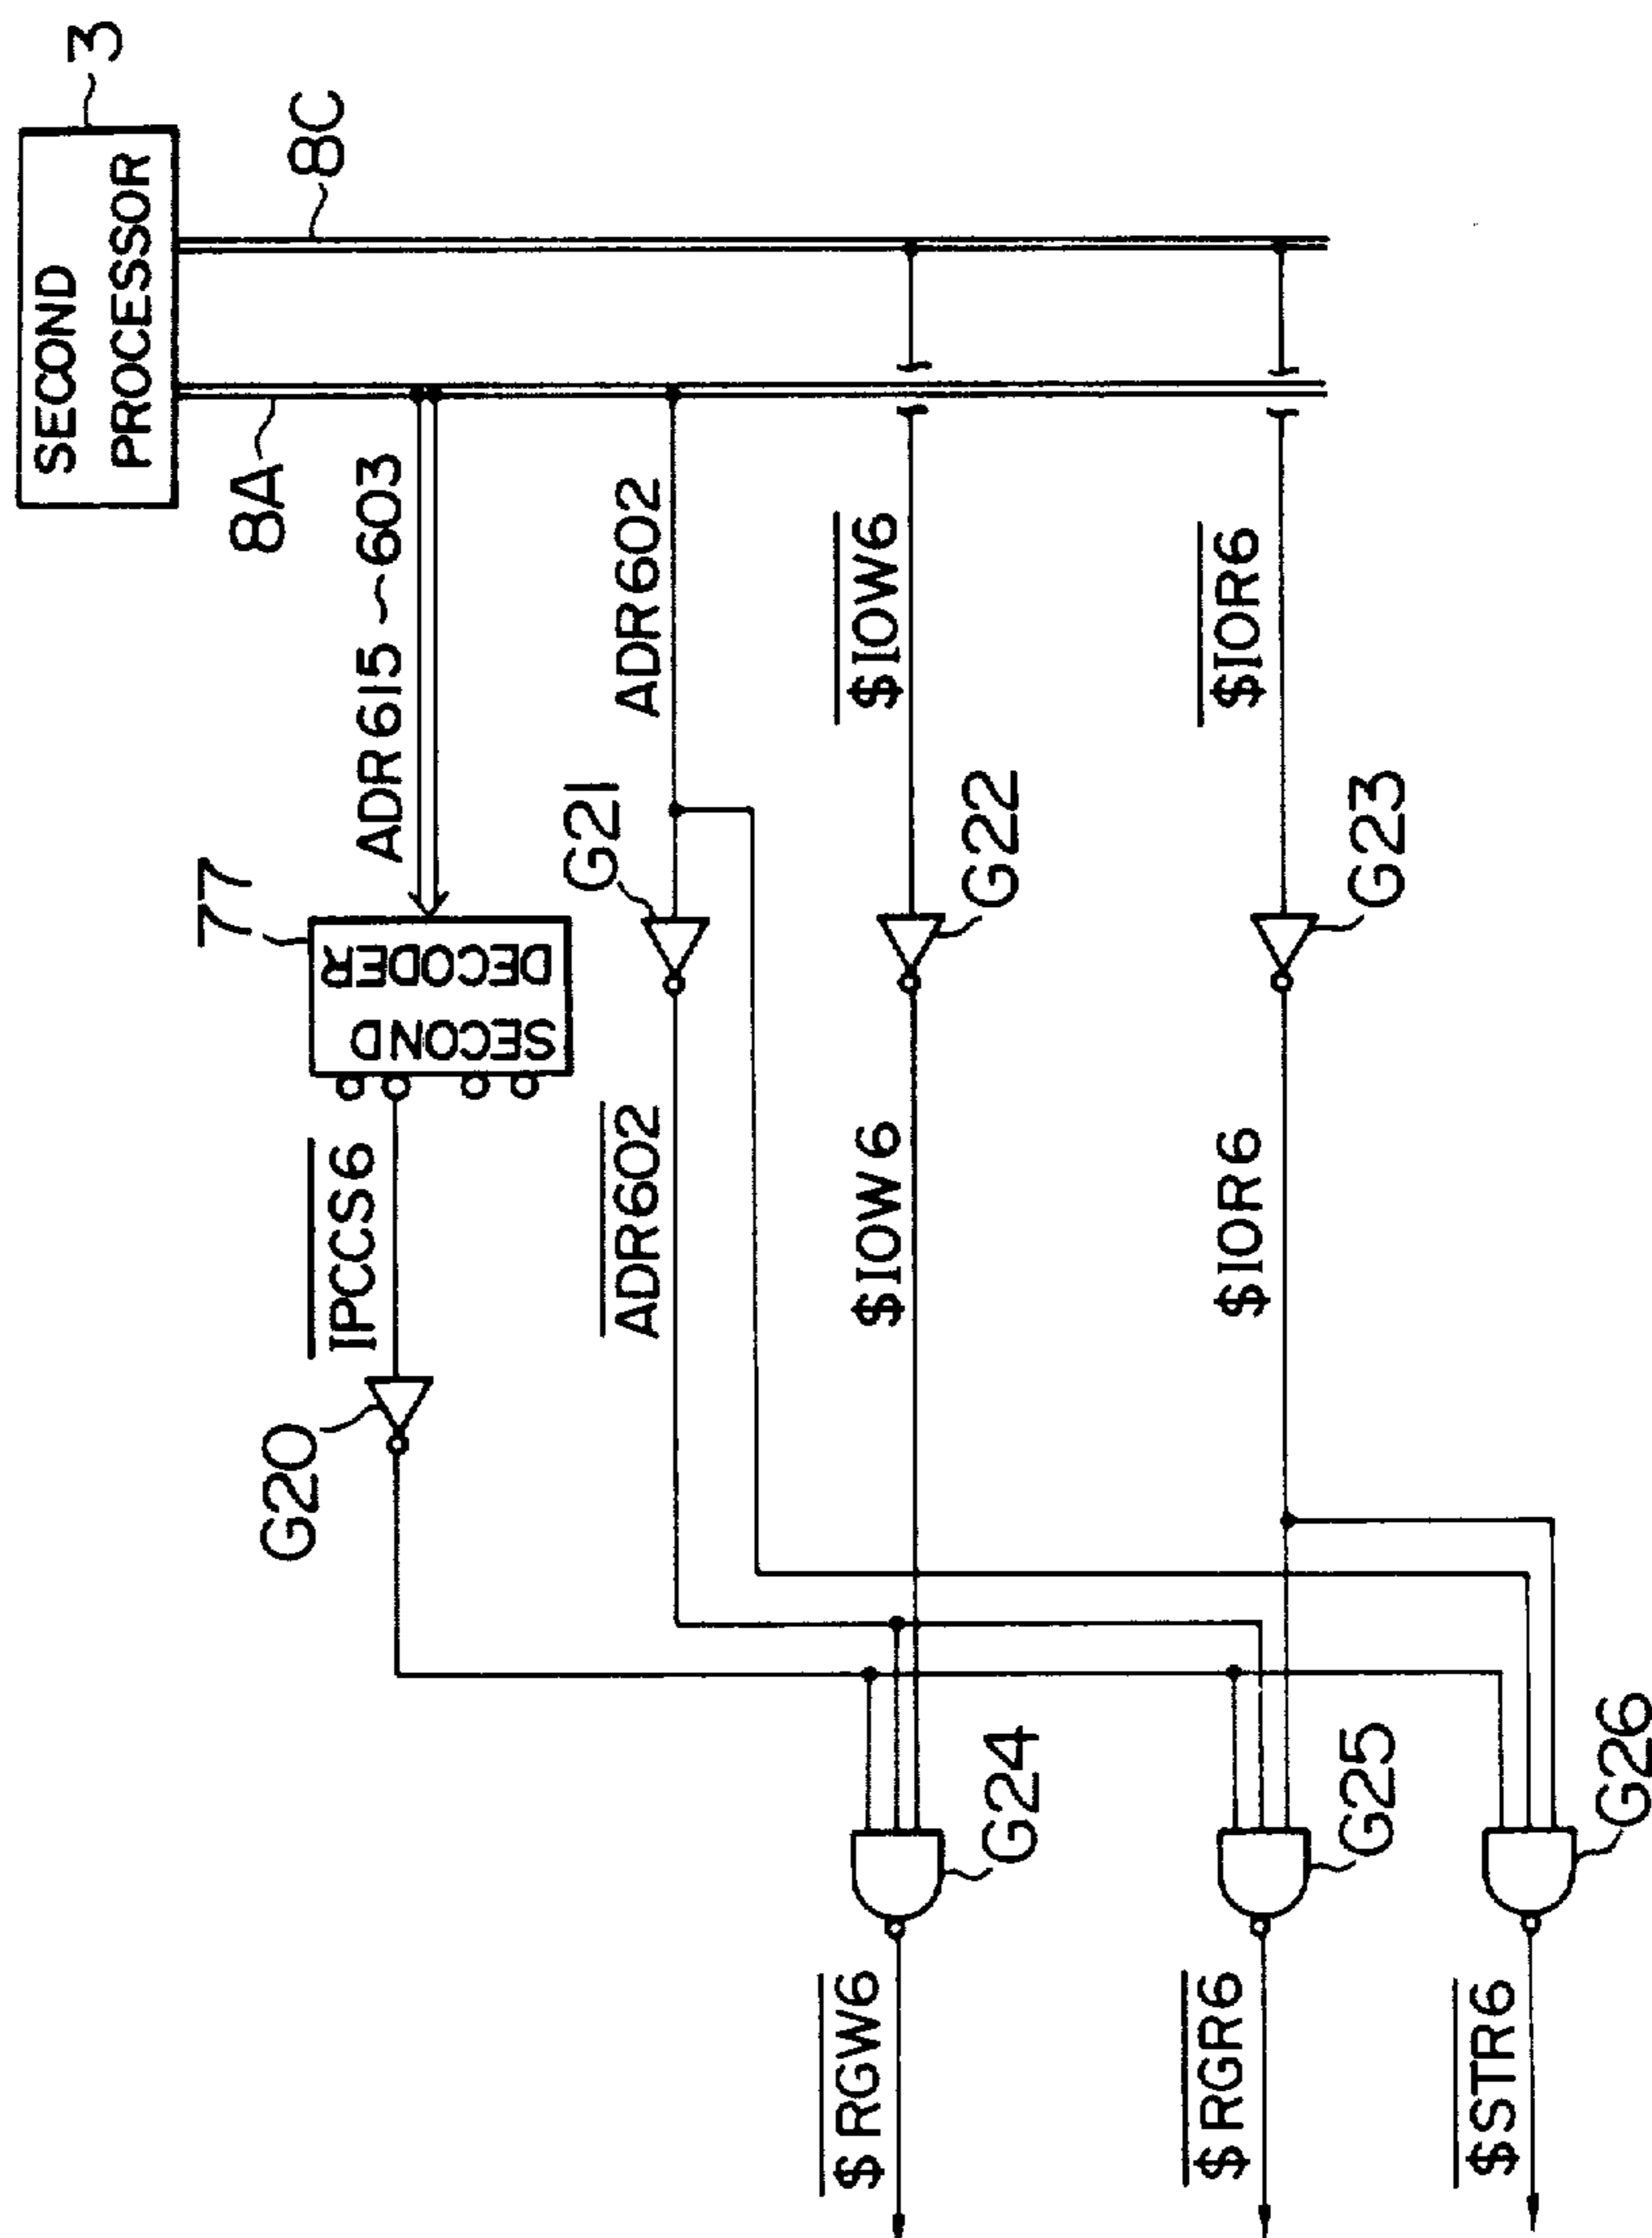 SECOND
PROCESSOR
3
8A
8C
ADR615~603
ADR602
$IOW6
$IOR6
77
SECOND
DECODER
G21
G22
G23
IPCCS6
ADR602
$IOW6
$IOR6
G20
G24
G25
G26
$RGW6
$RGR6
$STR6